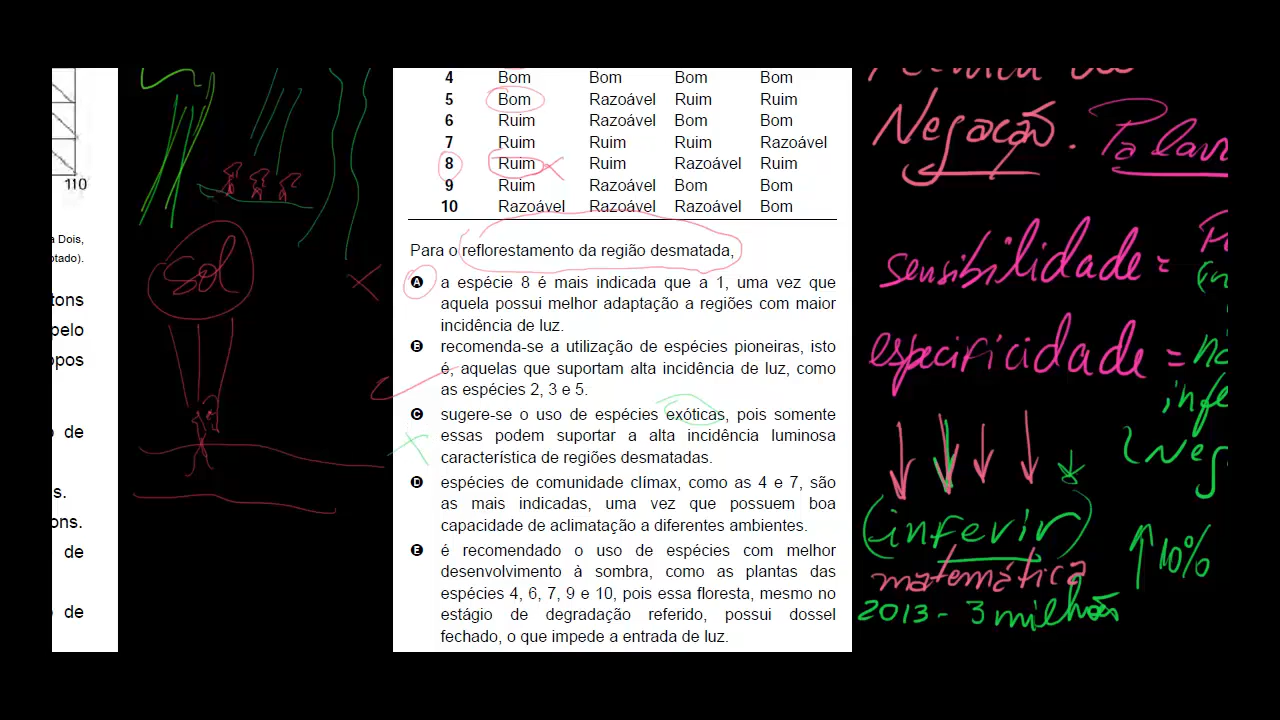 110
a Dois,
otado).
tons
pelo
opos
o de
s.
ons.
de
o de
Sol
4 Bom Bom Bom Bom
5 Bom Razoável Ruim Ruim
6 Ruim Razoável Bom Bom
7 Ruim Ruim Ruim Razoável
8 Ruim Ruim Razoável Ruim
9 Ruim Razoável Bom Bom
10 Razoável Razoável Razoável Bom
Para o reflorestamento da região desmatada,
A a espécie 8 é mais indicada que a 1, uma vez que
aquela possui melhor adaptação a regiões com maior
incidência de luz.
B recomenda-se a utilização de espécies pioneiras, isto
é, aquelas que suportam alta incidência de luz, como
as espécies 2, 3 e 5.
C sugere-se o uso de espécies exóticas, pois somente
essas podem suportar a alta incidência luminosa
característica de regiões desmatadas.
D espécies de comunidade clímax, como as 4 e 7, são
as mais indicadas, uma vez que possuem boa
capacidade de aclimatação a diferentes ambientes.
E é recomendado o uso de espécies com melhor
desenvolvimento à sombra, como as plantas das
espécies 4, 6, 7, 9 e 10, pois essa floresta, mesmo no
estágio de degradação referido, possui dossel
fechado, o que impede a entrada de luz.
Negação. Palavr
sensibilidade =
especificidade =
infe
(Neg
(inferir)
↑10%
matemática
2013 - 3 milhão